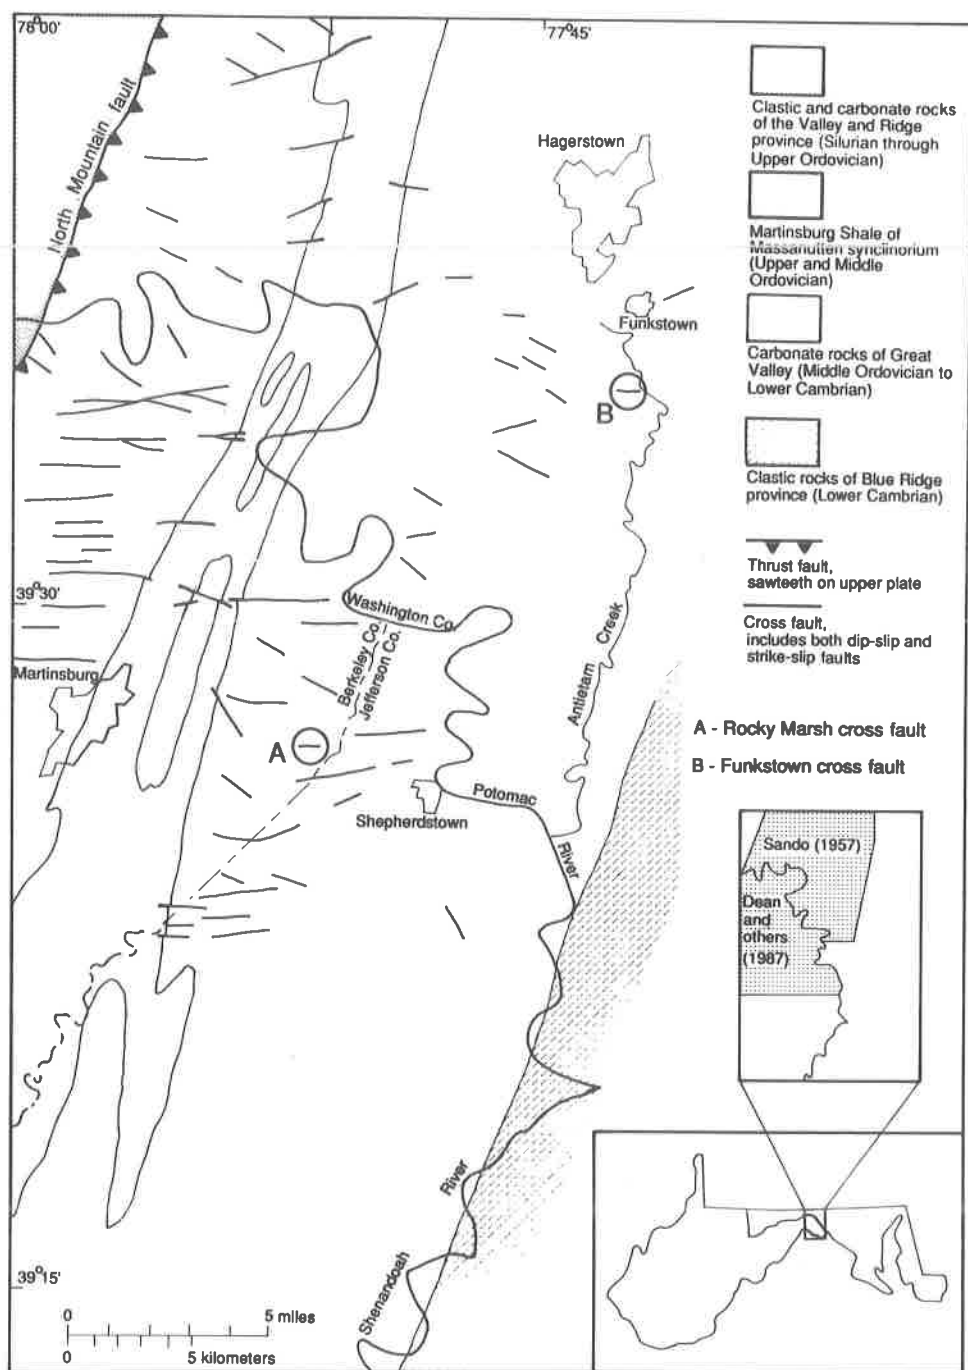 78°00'
77°45'
North Mountain fault
Hagerstown
Funkstown
B
39°30'
Washington Co.
Berkeley Co.
Jefferson Co.
Antietam Creek
Martinsburg
A
Shepherdstown
Potomac
River
Shenandoah
River
39°15'
0
5 miles
0
5 kilometers
Clastic and carbonate rocks
of the Valley and Ridge
province (Silurian through
Upper Ordovician)
Martinsburg Shale of
Massanutten synclinorium
(Upper and Middle
Ordovician)
Carbonate rocks of Great
Valley (Middle Ordovician to
Lower Cambrian)
Clastic rocks of Blue Ridge
province (Lower Cambrian)
Thrust fault,
sawteeth on upper plate
Cross fault,
includes both dip-slip and
strike-slip faults
A - Rocky Marsh cross fault
B - Funkstown cross fault
Sando (1957)
Dean
and
others
(1987)